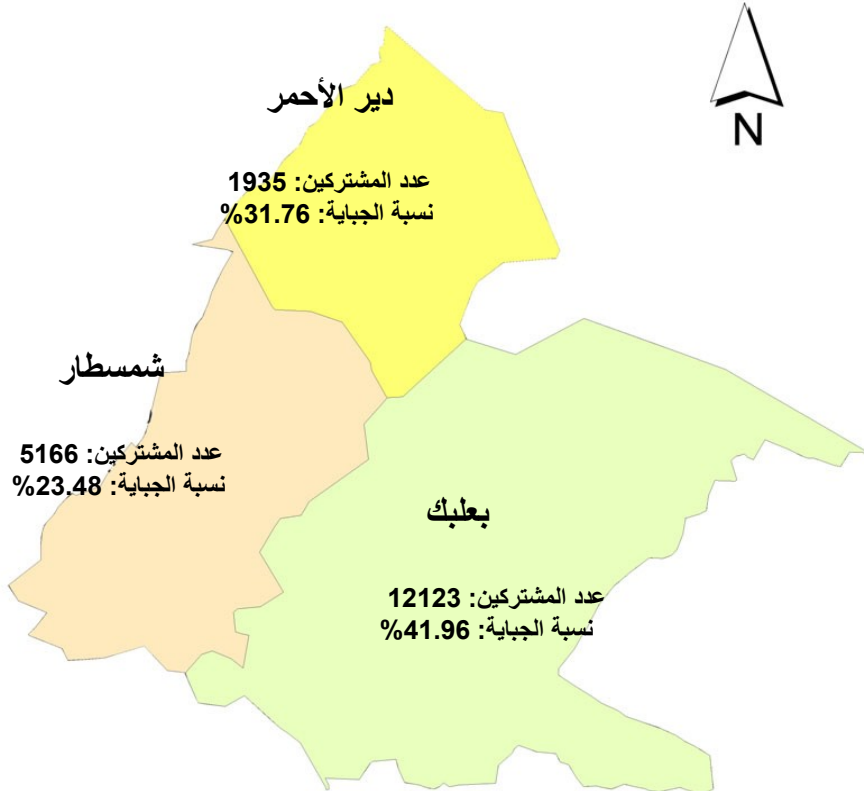 N
دير الأحمر
عدد المشتركين: 1935
نسبة الجباية: 31.76%
شمسطار
عدد المشتركين: 5166
نسبة الجباية: 23.48%
بعلبك
عدد المشتركين: 12123
نسبة الجباية: 41.96%